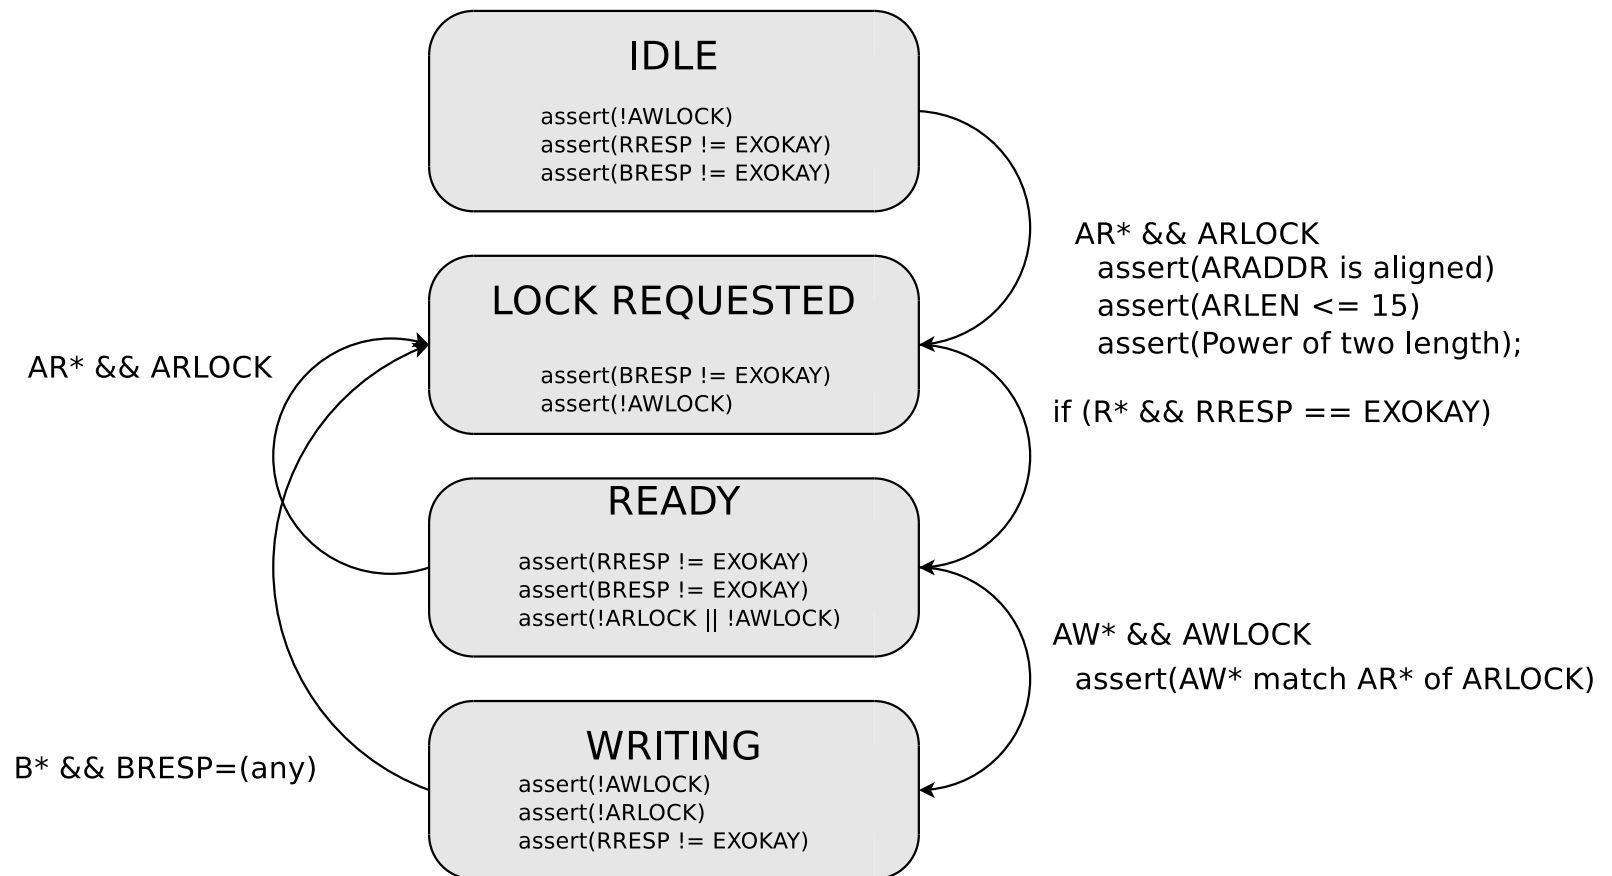 IDLE
assert(!AWLOCK)
assert(RRESP != EXOKAY)
assert(BRESP != EXOKAY)
AR* && ARLOCK
assert(ARADDR is aligned)
assert(ARLEN <= 15)
assert(Power of two length);
LOCK REQUESTED
assert(BRESP != EXOKAY)
assert(!AWLOCK)
AR* && ARLOCK
if (R* && RRESP == EXOKAY)
READY
assert(RRESP != EXOKAY)
assert(BRESP != EXOKAY)
assert(!ARLOCK || !AWLOCK)
AW* && AWLOCK
assert(AW* match AR* of ARLOCK)
WRITING
assert(!AWLOCK)
assert(!ARLOCK)
assert(RRESP != EXOKAY)
B* && BRESP=(any)